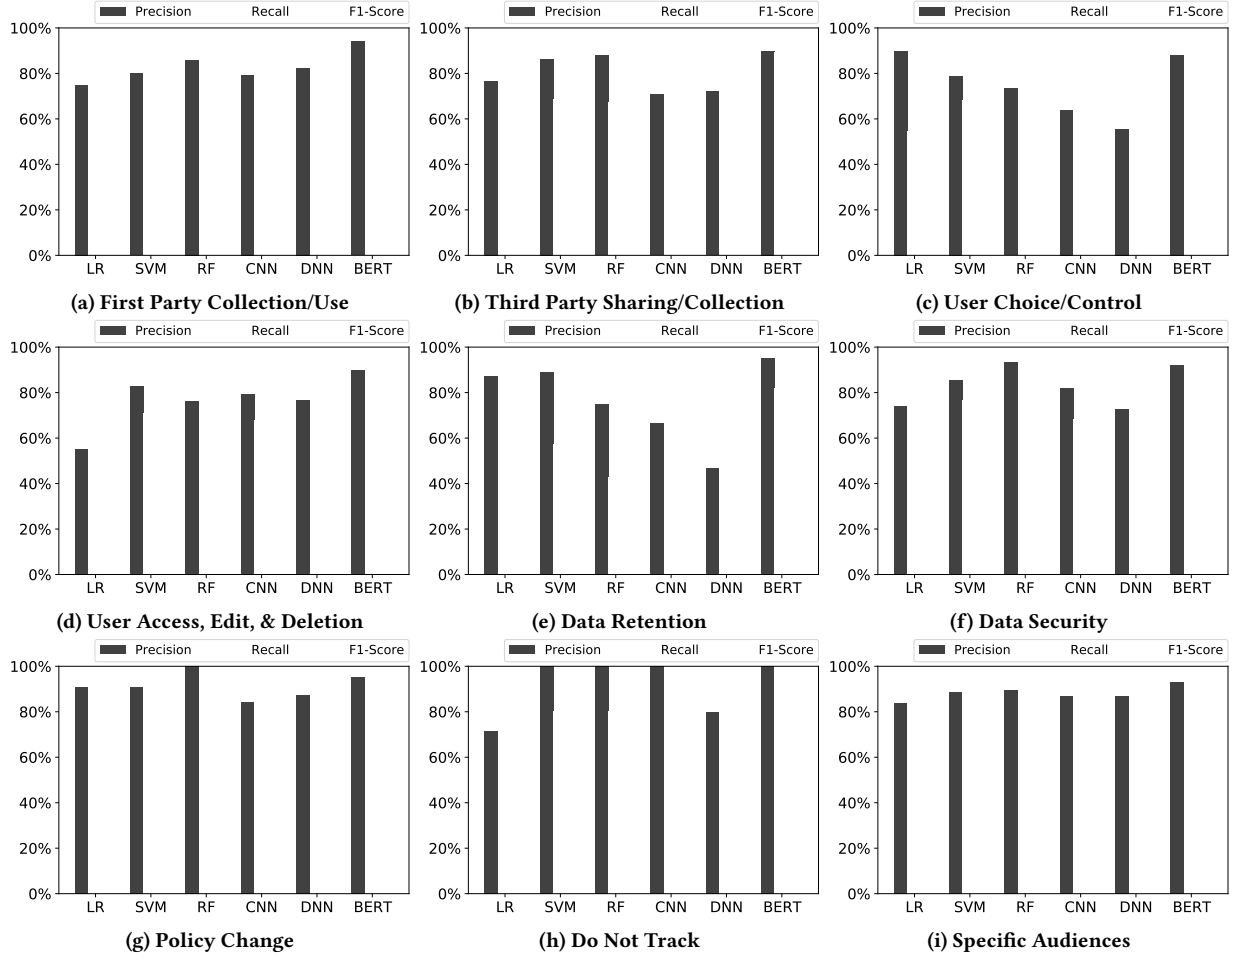 Precision Recall F1-Score
100%
80%
60%
40%
20%
0%
LR SVM RF CNN DNN BERT
(a) First Party Collection/Use
Precision Recall F1-Score
100%
80%
60%
40%
20%
0%
LR SVM RF CNN DNN BERT
(b) Third Party Sharing/Collection
Precision Recall F1-Score
100%
80%
60%
40%
20%
0%
LR SVM RF CNN DNN BERT
(c) User Choice/Control
Precision Recall F1-Score
100%
80%
60%
40%
20%
0%
LR SVM RF CNN DNN BERT
(d) User Access, Edit, & Deletion
Precision Recall F1-Score
100%
80%
60%
40%
20%
0%
LR SVM RF CNN DNN BERT
(e) Data Retention
Precision Recall F1-Score
100%
80%
60%
40%
20%
0%
LR SVM RF CNN DNN BERT
(f) Data Security
Precision Recall F1-Score
100%
80%
60%
40%
20%
0%
LR SVM RF CNN DNN BERT
(g) Policy Change
Precision Recall F1-Score
100%
80%
60%
40%
20%
0%
LR SVM RF CNN DNN BERT
(h) Do Not Track
Precision Recall F1-Score
100%
80%
60%
40%
20%
0%
LR SVM RF CNN DNN BERT
(i) Specific Audiences